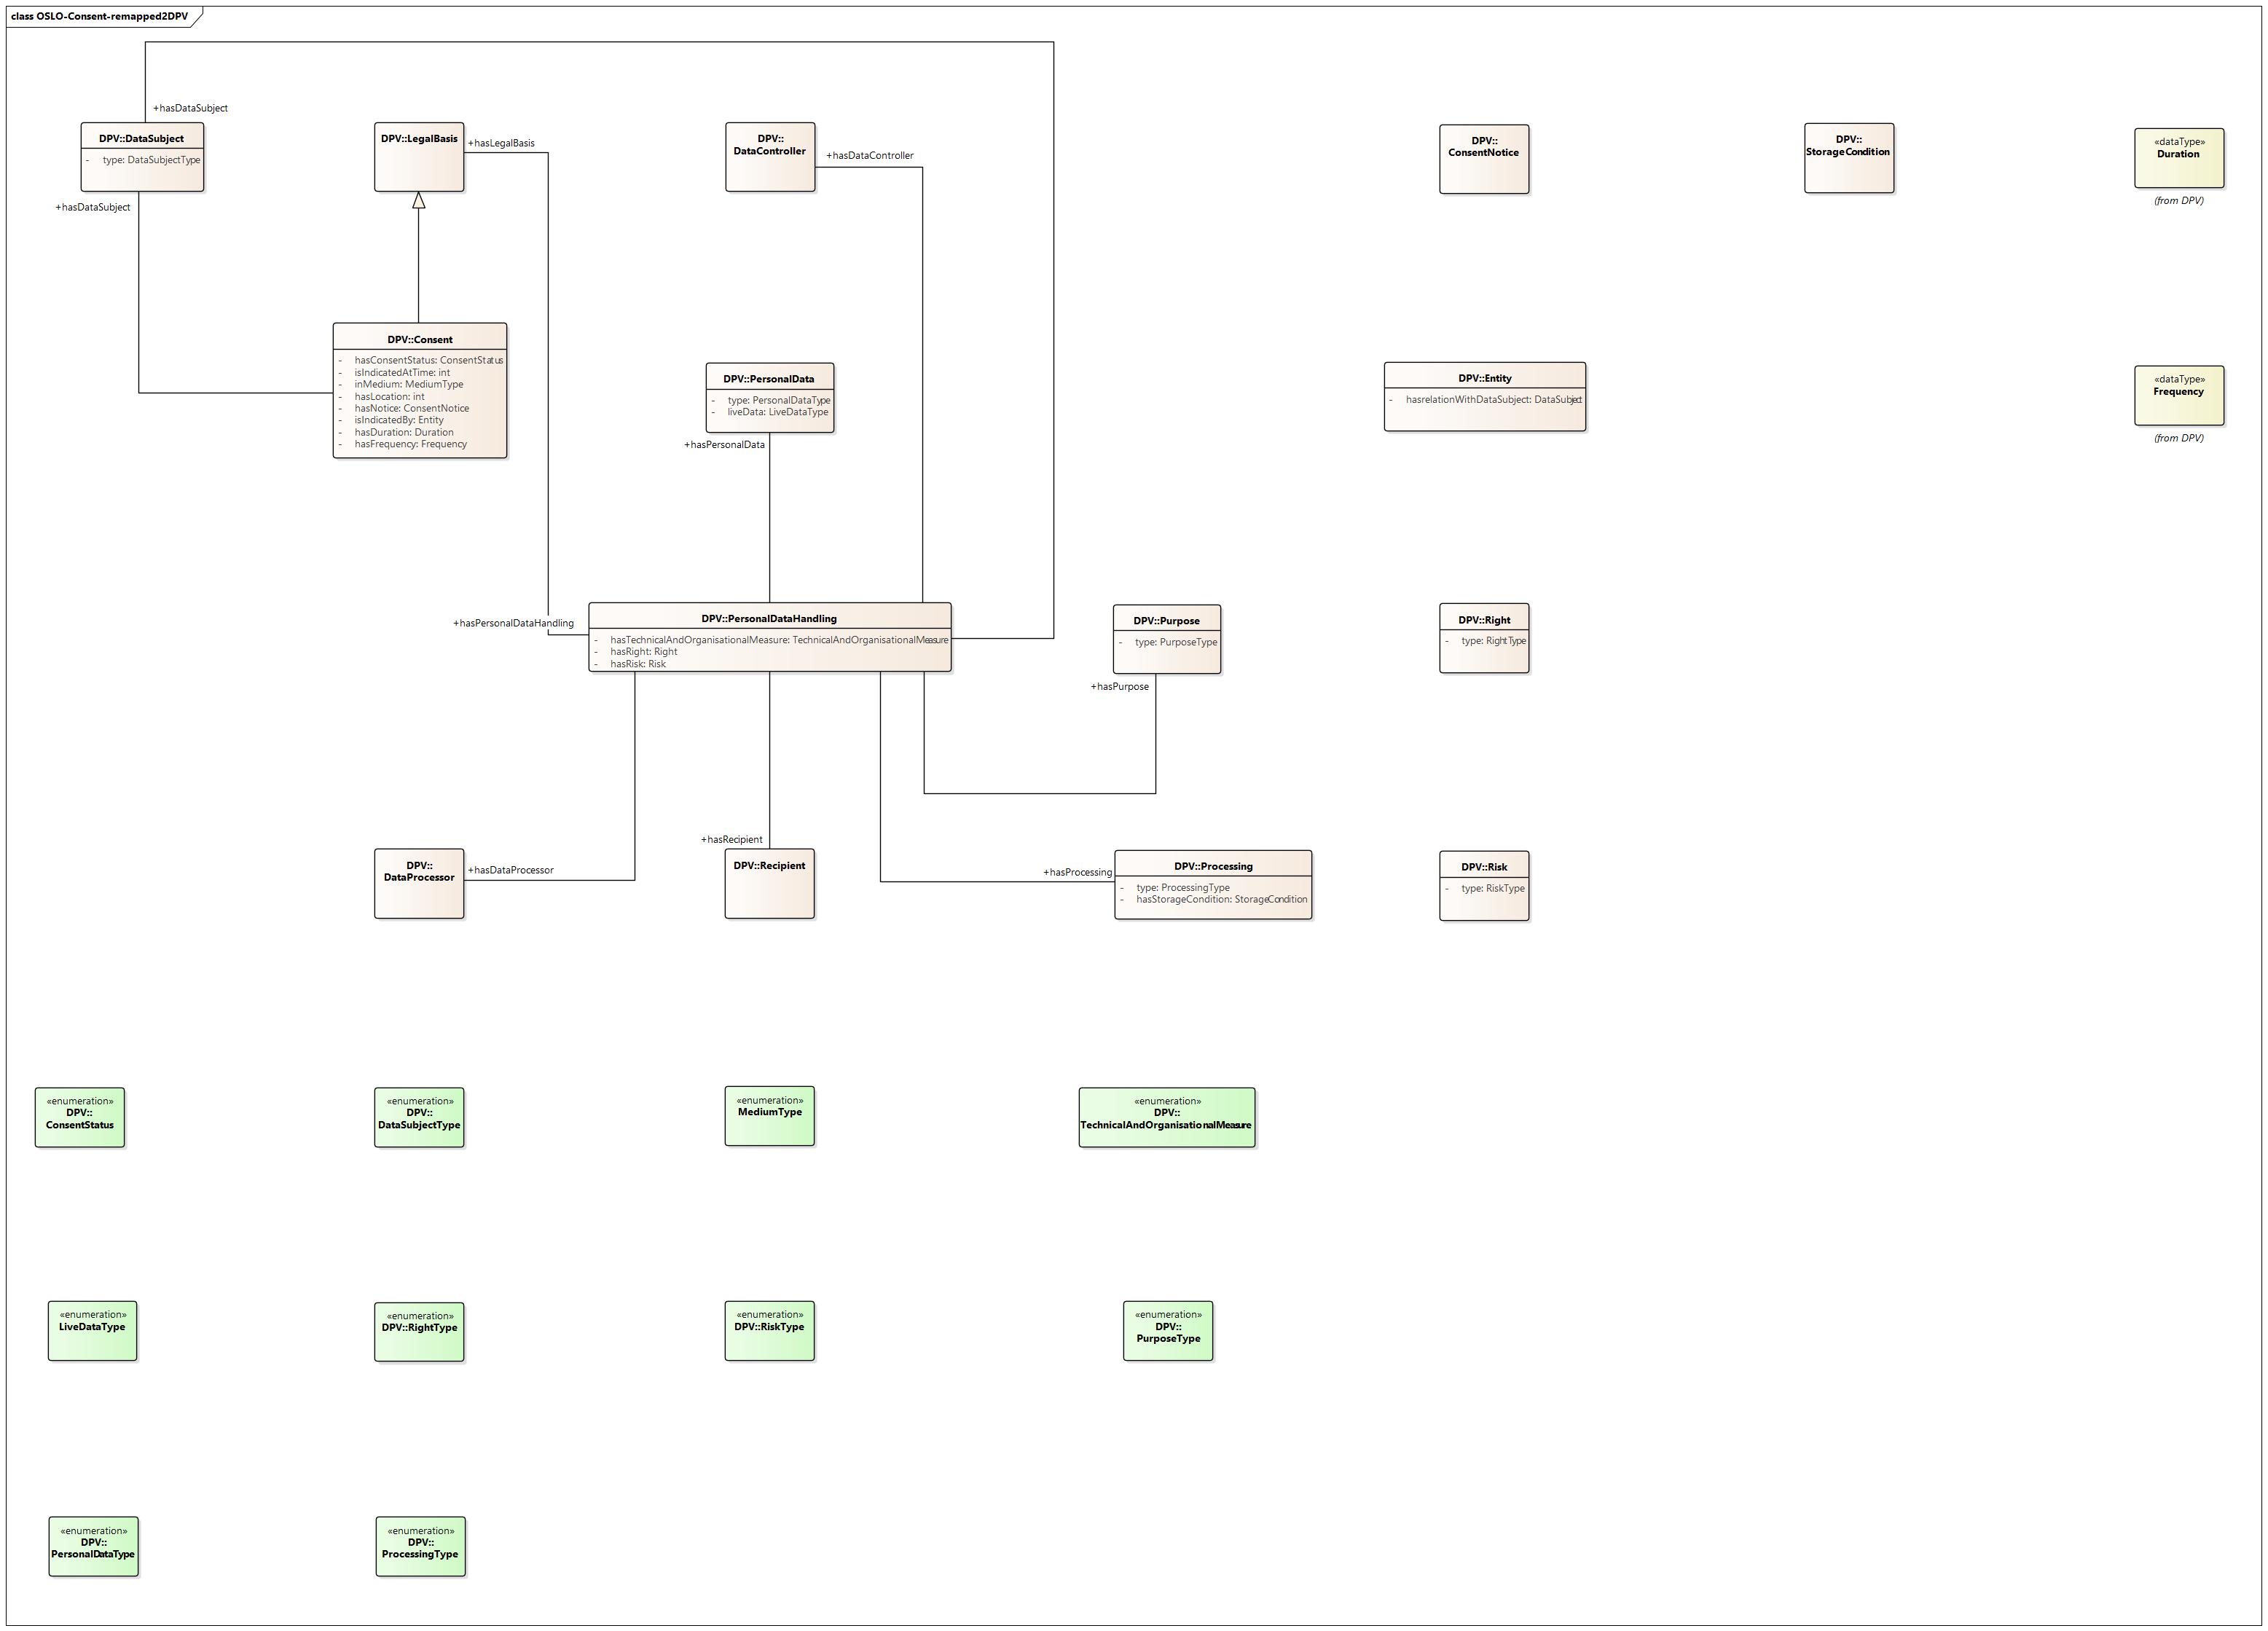 class OSLO-Consent-remapped2DPV
+hasDataSubject
DPV::DataSubject
- type: DataSubjectType
+hasDataSubject
DPV::LegalBasis
+hasLegalBasis
DPV::
DataController
+hasDataController
DPV::
ConsentNotice
DPV::
StorageCondition
«dataType»
Duration
(from DPV)
DPV::Consent
- hasConsentStatus: ConsentStatus
- isIndicatedAtTime: int
- inMedium: MediumType
- hasLocation: int
- hasNotice: ConsentNotice
- isIndicatedBy: Entity
- hasDuration: Duration
- hasFrequency: Frequency
DPV::PersonalData
- type: PersonalDataType
- liveData: LiveDataType
+hasPersonalData
DPV::Entity
- hasrelationWithDataSubject: DataSubject
«dataType»
Frequency
(from DPV)
+hasPersonalDataHandling
DPV::PersonalDataHandling
- hasTechnicalAndOrganisationalMeasure: TechnicalAndOrganisationalMeasure
- hasRight: Right
- hasRisk: Risk
DPV::Purpose
- type: PurposeType
+hasPurpose
DPV::Right
- type: RightType
DPV::
DataProcessor
+hasDataProcessor
+hasRecipient
DPV::Recipient
+hasProcessing
DPV::Processing
- type: ProcessingType
- hasStorageCondition: StorageCondition
DPV::Risk
- type: RiskType
«enumeration»
DPV::
ConsentStatus
«enumeration»
DPV::
DataSubjectType
«enumeration»
MediumType
«enumeration»
DPV::
TechnicalAndOrganisationalMeasure
«enumeration»
LiveDataType
«enumeration»
DPV::RightType
«enumeration»
DPV::RiskType
«enumeration»
DPV::
PurposeType
«enumeration»
DPV::
PersonalDataType
«enumeration»
DPV::
ProcessingType